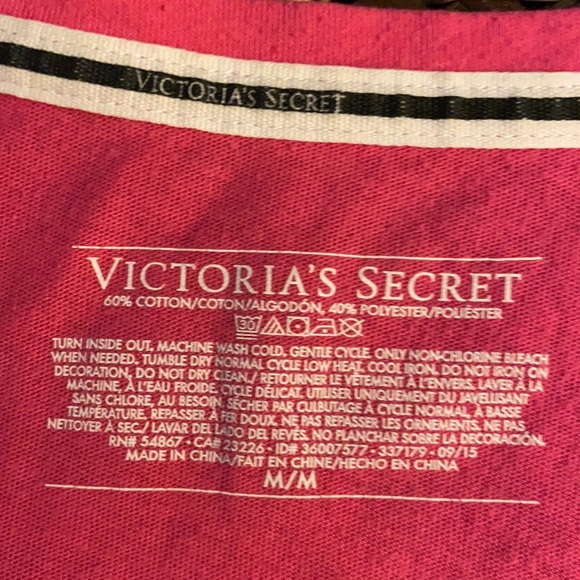 VICTORIA'S SECRET
VICTORIA'S SECRET
60% COTTON/COTON/ALGODÓN, 40% POLYESTER/POLIÉSTER
30
TURN INSIDE OUT. MACHINE WASH COLD. GENTLE CYCLE. ONLY NON-CHLORINE BLEACH
WHEN NEEDED. TUMBLE DRY NORMAL CYCLE LOW HEAT. COOL IRON. DO NOT IRON ON
DECORATION. DO NOT DRY CLEAN./ RETOURNER LE VÊTEMENT À L'ENVERS. LAVER À LA
MACHINE, À L'EAU FROIDE. CYCLE DÉLICAT. UTILISER UNIQUEMENT DU JAVELLISANT
SANS CHLORE, AU BESOIN. SÉCHER PAR CULBUTAGE À CYCLE NORMAL, À BASSE
TEMPÉRATURE. REPASSER À FER DOUX. NE PAS REPASSER LES ORNEMENTS. NE PAS
NETTOYER À SEC./ LAVAR DEL LADO DEL REVÉS. NO PLANCHAR SOBRE LA DECORACIÓN.
RN# 54867 - CA# 23226 - ID# 36007577 - 337179 - 09/15
MADE IN CHINA/FAIT EN CHINE/HECHO EN CHINA
M/M